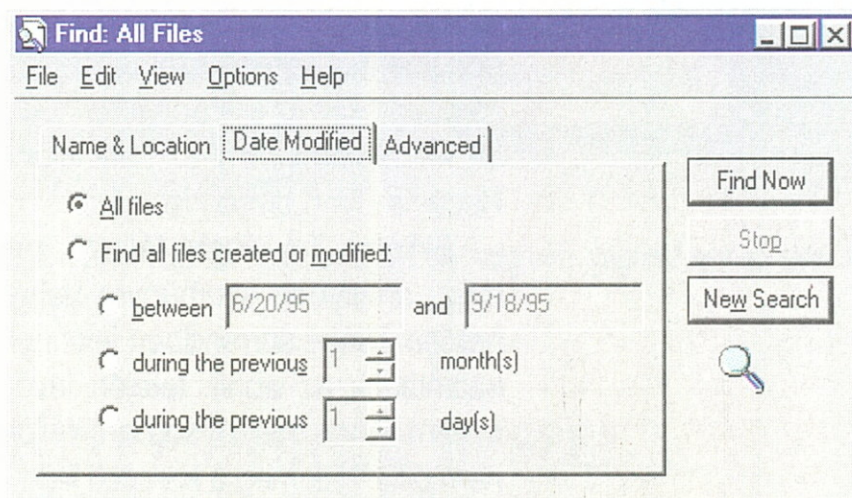 Find: All Files
File Edit View Options Help
Name & Location Date Modified Advanced
All files
Find all files created or modified:
between 6/20/95 and 9/18/95
during the previous 1 month(s)
during the previous 1 day(s)
Find Now
Stop
New Search